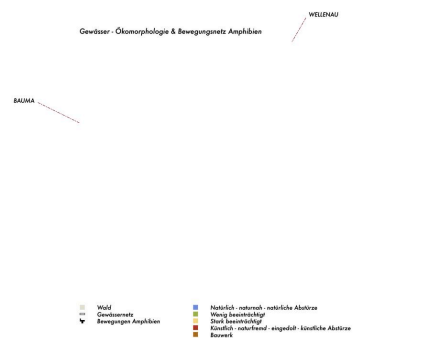 WELLENAU
Gewässer - Ökomorphologie & Bewegungsnetz Amphibien
BAUMA
Wald
Gewässernetz
Bewegungen Amphibien
Natürlich - naturnah - natürliche Abstürze
Wenig beeinträchtigt
Stark beeinträchtigt
Künstlich - naturfremd - eingedolt - künstliche Abstürze
Bauwerk